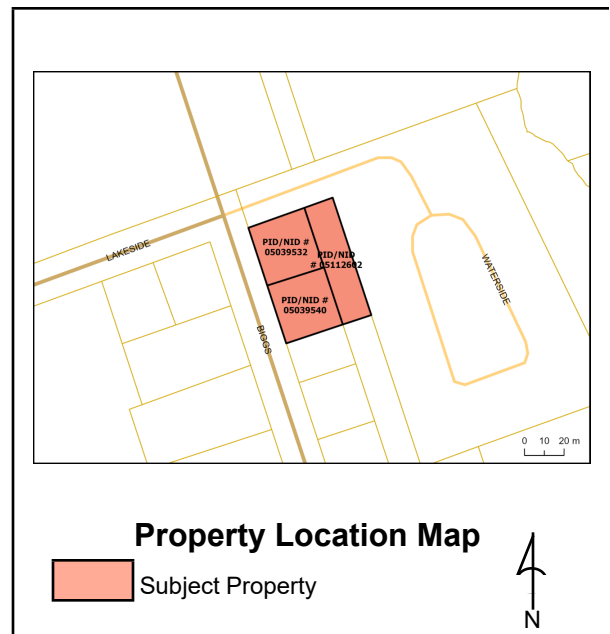 LAKESIDE
PID/NID #
05039532
PID/NID
# 05112602
PID/NID #
05039540
BIGGS
WATERSIDE
0 10 20 m
Property Location Map
Subject Property
N